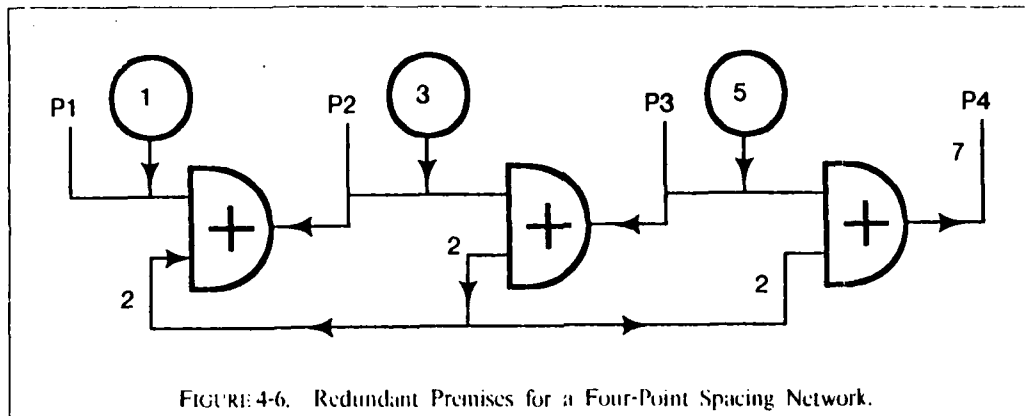 P1 1 P2 3 P3 5 P4
7
+ + +
2 2 2
FIGURE 4-6. Redundant Premises for a Four-Point Spacing Network.